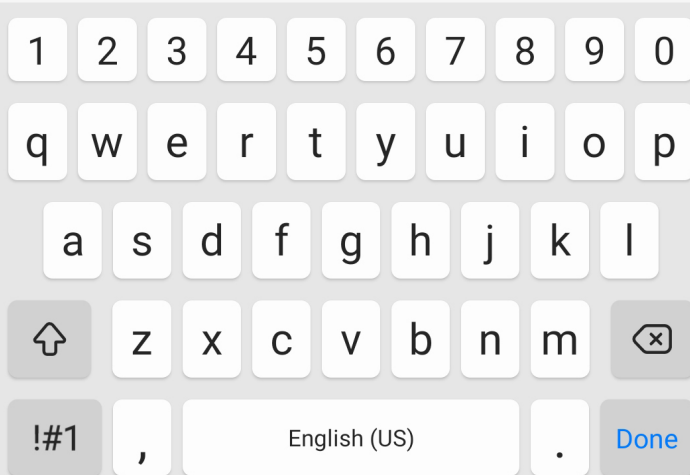 1 2 3 4 5 6 7 8 9 0
q w e r t y u i o p
a s d f g h j k l
z x c v b n m
!#1 , English (US) . Done